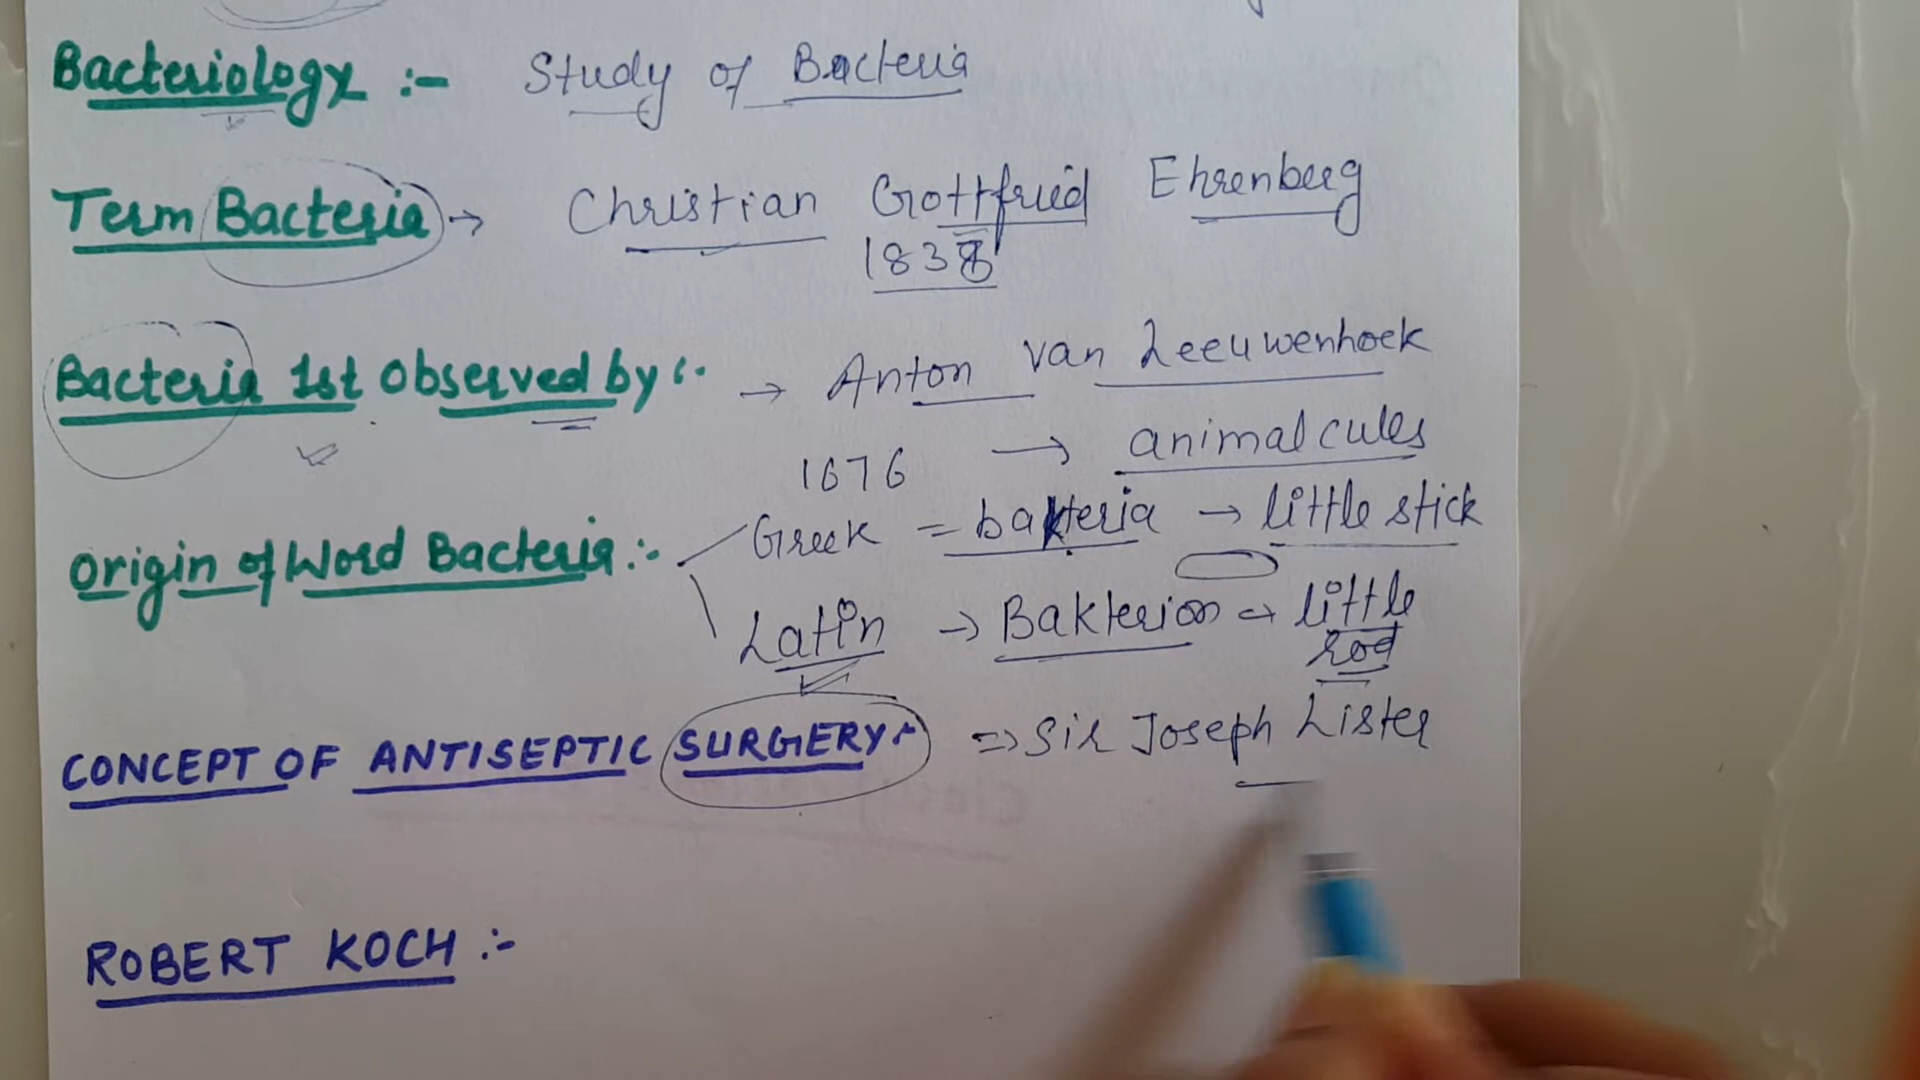 Bacteriology :- Study of Bacteria
Term Bacteria → Christian Gottfried Ehrenberg
1838
Bacteria 1st Observed by :- → Anton van Leeuwenhoek
1676 → animalcules
Origin of Word Bacteria :- Greek = bakteria → little stick
Latin → Bakterion → little
rod
CONCEPT OF ANTISEPTIC SURGERY :- ⇒ Sir Joseph Lister
ROBERT KOCH :-